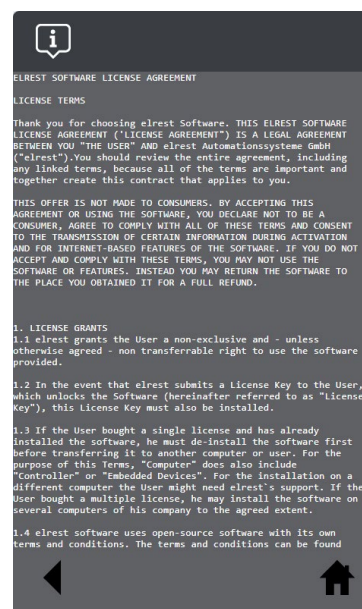 ELREST SOFTWARE LICENSE AGREEMENT
LICENSE TERMS
Thank you for choosing elrest Software. THIS ELREST SOFTWARE
LICENSE AGREEMENT ('LICENSE AGREEMENT") IS A LEGAL AGREEMENT
BETWEEN YOU "THE USER" AND elrest Automationssysteme GmbH
("elrest").You should review the entire agreement, including
any linked terms, because all of the terms are important and
together create this contract that applies to you.
THIS OFFER IS NOT MADE TO CONSUMERS. BY ACCEPTING THIS
AGREEMENT OR USING THE SOFTWARE, YOU DECLARE NOT TO BE A
CONSUMER, AGREE TO COMPLY WITH ALL OF THESE TERMS AND CONSENT
TO THE TRANSMISSION OF CERTAIN INFORMATION DURING ACTIVATION
AND FOR INTERNET-BASED FEATURES OF THE SOFTWARE. IF YOU DO NOT
ACCEPT AND COMPLY WITH THESE TERMS, YOU MAY NOT USE THE
SOFTWARE OR FEATURES. INSTEAD YOU MAY RETURN THE SOFTWARE TO
THE PLACE YOU OBTAINED IT FOR A FULL REFUND.
1. LICENSE GRANTS
1.1 elrest grants the User a non-exclusive and - unless
otherwise agreed - non transferrable right to use the software
provided.
1.2 In the event that elrest submits a License Key to the User,
which unlocks the Software (hereinafter referred to as "License
Key"), this License Key must also be installed.
1.3 If the User bought a single license and has already
installed the software, he must de-install the software first
before transferring it to another computer or user. For the
purpose of this Terms, "Computer" does also include
"Controller" or "Embedded Devices". For the installation on a
different computer the User might need elrest`s support. If the
User bought a multiple license, he may install the software on
several computers of his company to the agreed extent.
1.4 elrest software uses open-source software with its own
terms and conditions. The terms and conditions can be found